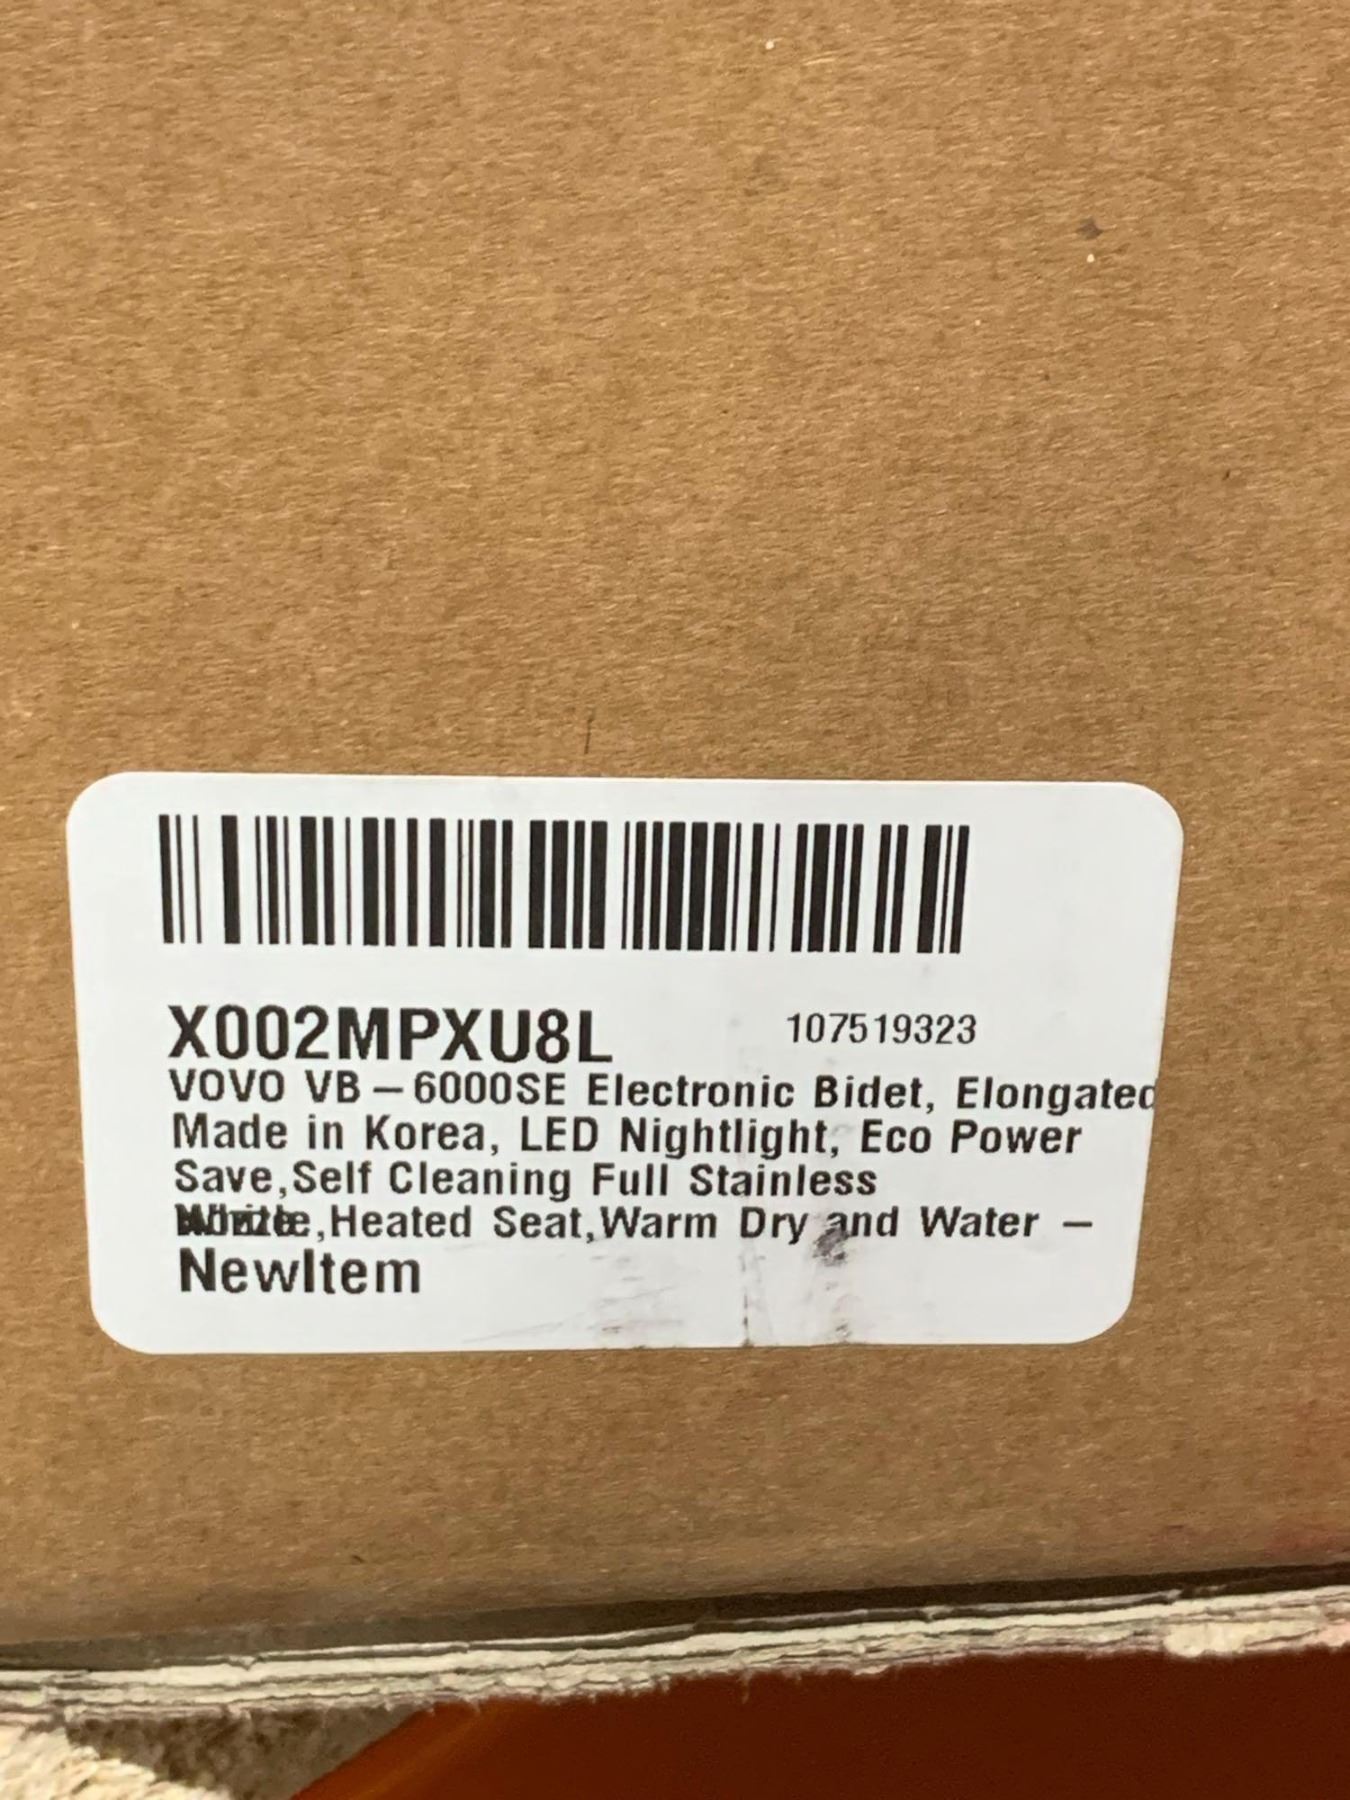 X002MPXU8L 107519323
VOVO VB – 6000SE Electronic Bidet, Elongated
Made in Korea, LED Nightlight, Eco Power
Save,Self Cleaning Full Stainless
,Heated Seat,Warm Dry and Water –
NewItem